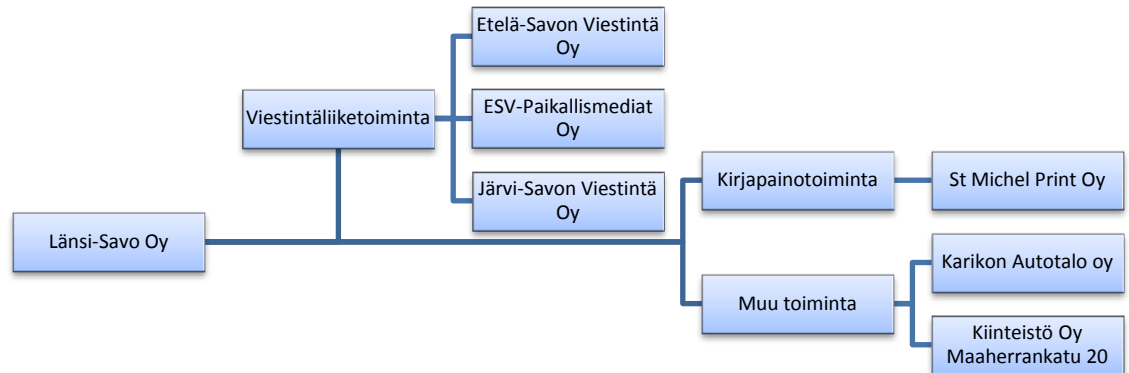 Etelä-Savon Viestintä
Oy
Viestintäliiketoiminta
ESV-Paikallismediat
Oy
Järvi-Savon Viestintä
Oy
Kirjapainotoiminta
St Michel Print Oy
Länsi-Savo Oy
Karikon Autotalo oy
Muu toiminta
Kiinteistö Oy
Maaherrankatu 20